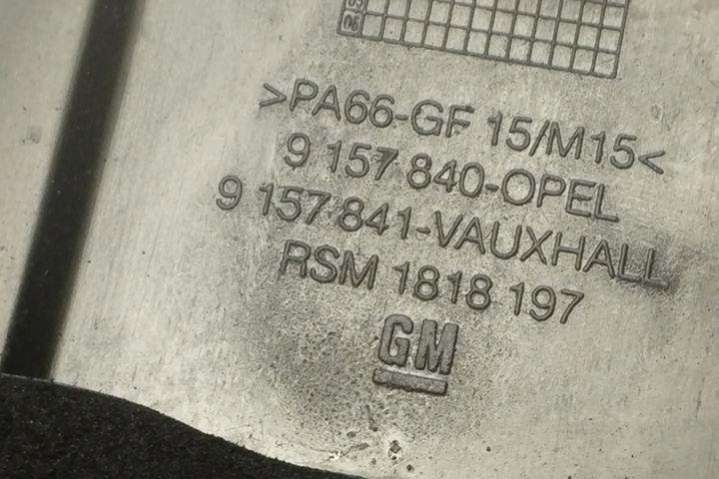 >PA66-GF 15/M15<
9 157 840-OPEL
9 157 841-VAUXHALL
RSM 1818 197
GM